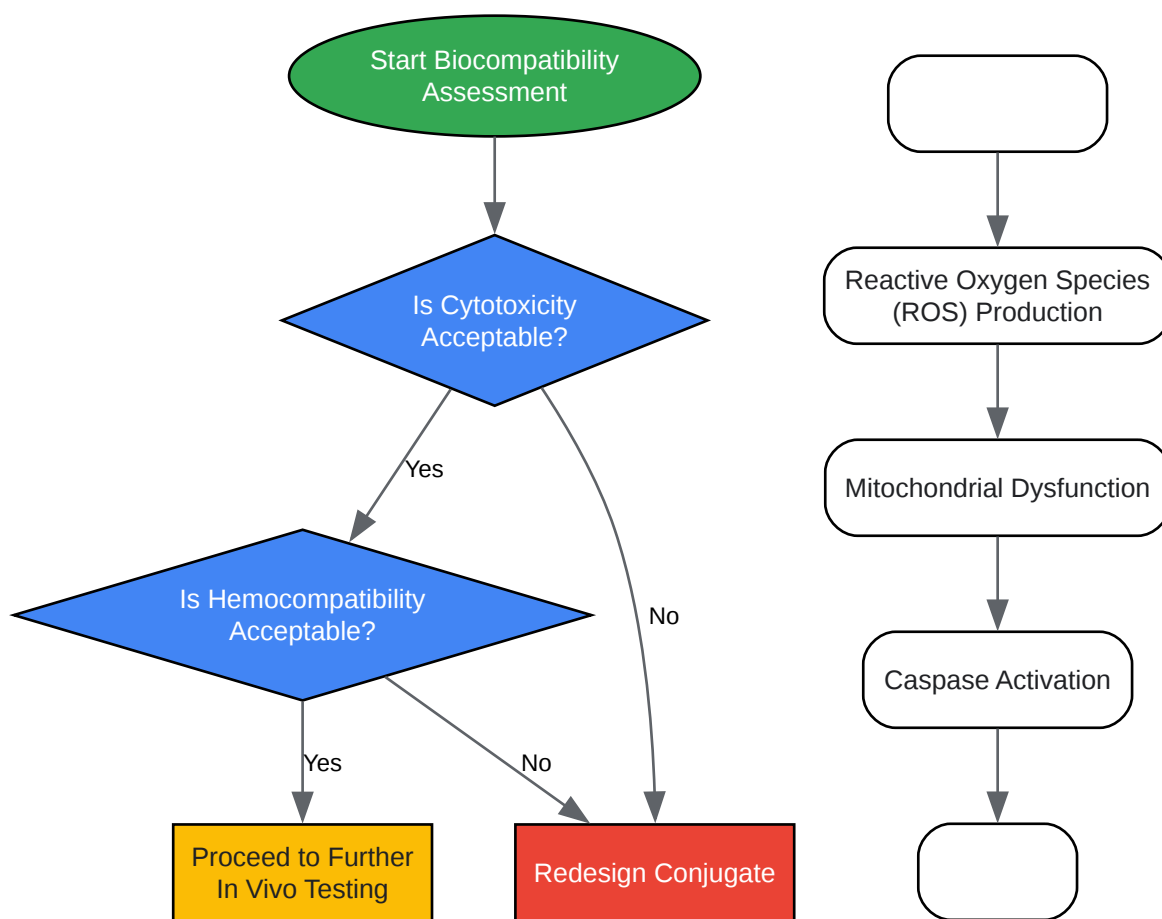 Start Biocompatibility
Assessment
Is Cytotoxicity
Acceptable?
Yes
No
Is Hemocompatibility
Acceptable?
Yes
No
Proceed to Further
In Vivo Testing
Redesign Conjugate
Reactive Oxygen Species
(ROS) Production
Mitochondrial Dysfunction
Caspase Activation